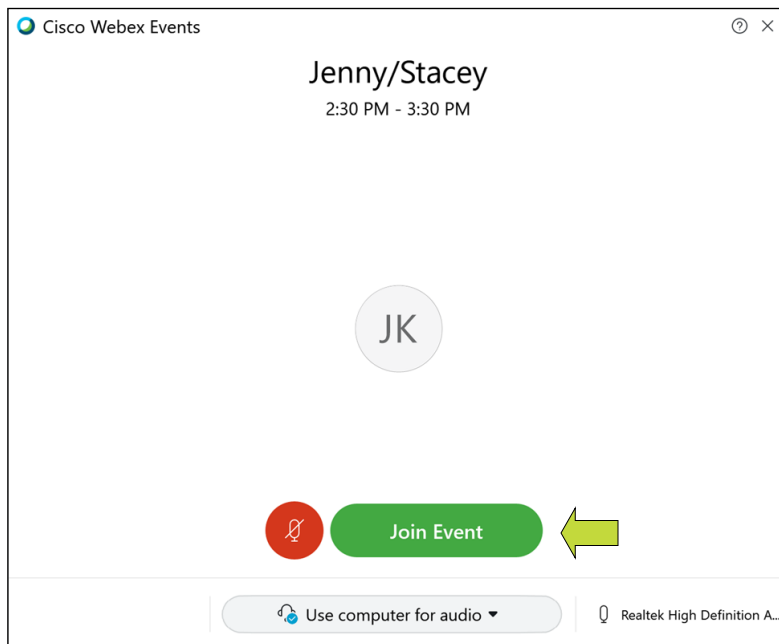 Cisco Webex Events
Jenny/Stacey
2:30 PM - 3:30 PM
JK
Join Event
Use computer for audio
Realtek High Definition A...